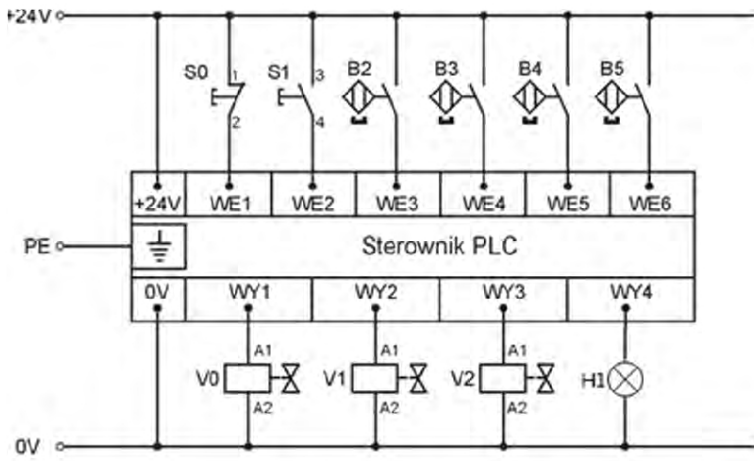 +24V
S0 1 S1 3 B2 B3 B4 B5
2 4
+24V WE1 WE2 WE3 WE4 WE5 WE6
PE Sterownik PLC
0V WY1 WY2 WY3 WY4
A1 A1 A1
V0 V1 V2 H1
A2 A2 A2
0V